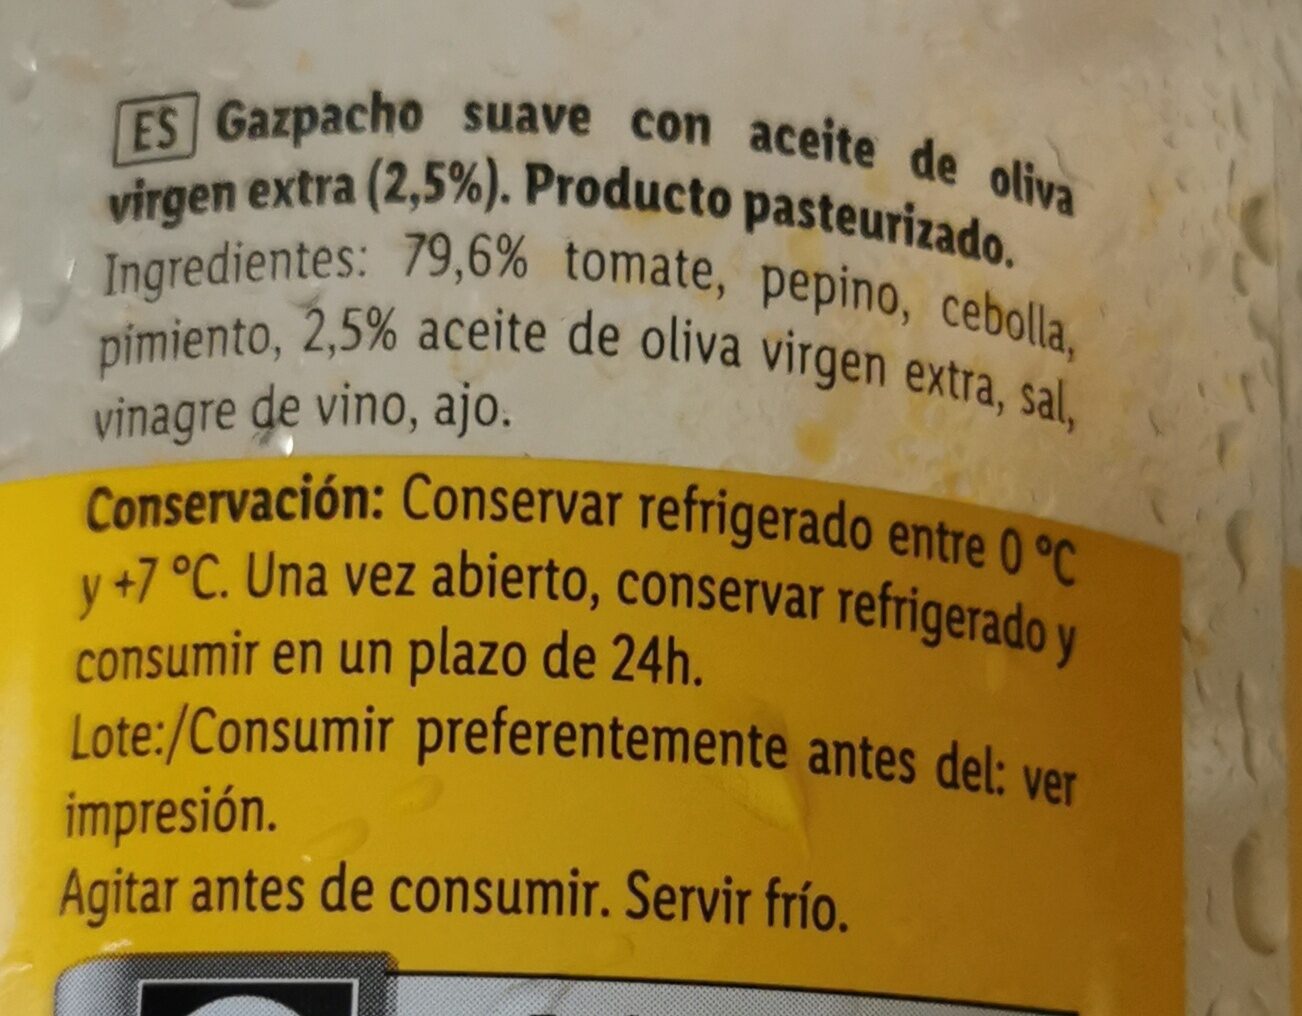 ES Gazpacho suave con aceite de oliva
virgen extra (2,5%). Producto pasteurizado.
Ingredientes: 79,6% tomate, pepino, cebolla,
pimiento, 2,5% aceite de oliva virgen extra, sal,
vinagre de vino, ajo.
Conservación: Conservar refrigerado entre 0 °C
y +7 °C. Una vez abierto, conservar refrigerado y
consumir en un plazo de 24h.
Lote:/Consumir preferentemente antes del: ver
impresión.
Agitar antes de consumir. Servir frío.